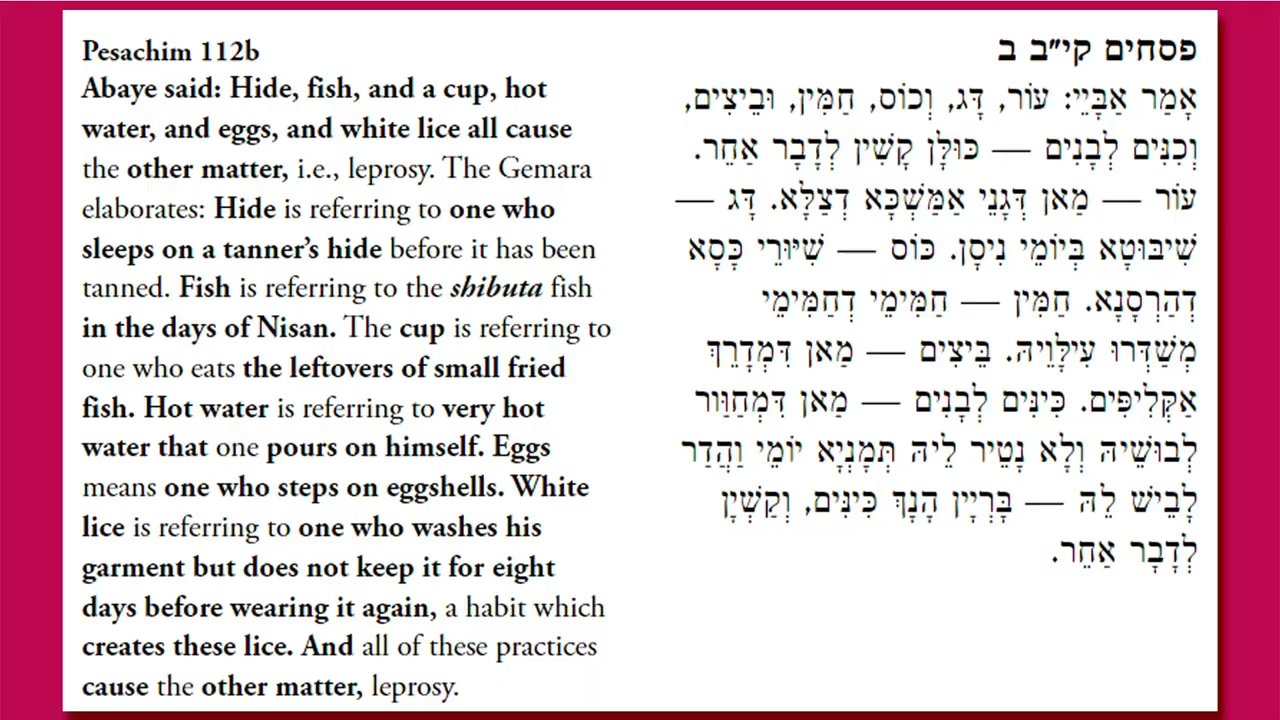 Pesachim 112b
Abaye said: Hide, fish, and a cup, hot
water, and eggs, and white lice all cause
the other matter, i.e., leprosy. The Gemara
elaborates: Hide is referring to one who
sleeps on a tanner’s hide before it has been
tanned. Fish is referring to the shibuta fish
in the days of Nisan. The cup is referring to
one who eats the leftovers of small fried
fish. Hot water is referring to very hot
water that one pours on himself. Eggs
means one who steps on eggshells. White
lice is referring to one who washes his
garment but does not keep it for eight
days before wearing it again, a habit which
creates these lice. And all of these practices
cause the other matter, leprosy.
פסחים קי״ב ב
אָמַר אַבָּיֵי: עוֹר, דָּג, וְכוֹס, חַמִּין, וּבֵיצִים,
וְכִנִּים לְבָנִים — כּוּלָּן קָשִׁין לְדָבָר אַחֵר.
עוֹר — מַאן דְּגָנֵי אַמַּשְׁכָּא דְצַלָּא. דָּג —
שִׁיבּוּטָא בְּיוֹמֵי נִיסָן. כּוֹס — שִׁיּוּרֵי כָּסָא
דְהַרְסָנָא. חַמִּין — חַמִּימֵי דְחַמִּימֵי
מְשַׁדְּרוּ עִילָּוֵיהּ. בֵּיצִים — מַאן דִּמְדָרֵךְ
אַקְּלִיפִּים. כִּינִּים לְבָנִים — מַאן דִּמְחַוַּור
לְבוּשֵׁיהּ וְלָא נָטֵיר לֵיהּ תְּמָנְיָא יוֹמֵי וַהֲדַר
לָבֵישׁ לֵהּ — בָּרְיָין הָנָךְ כִּינִּים, וְקַשְׁיָן
לְדָבָר אַחֵר.